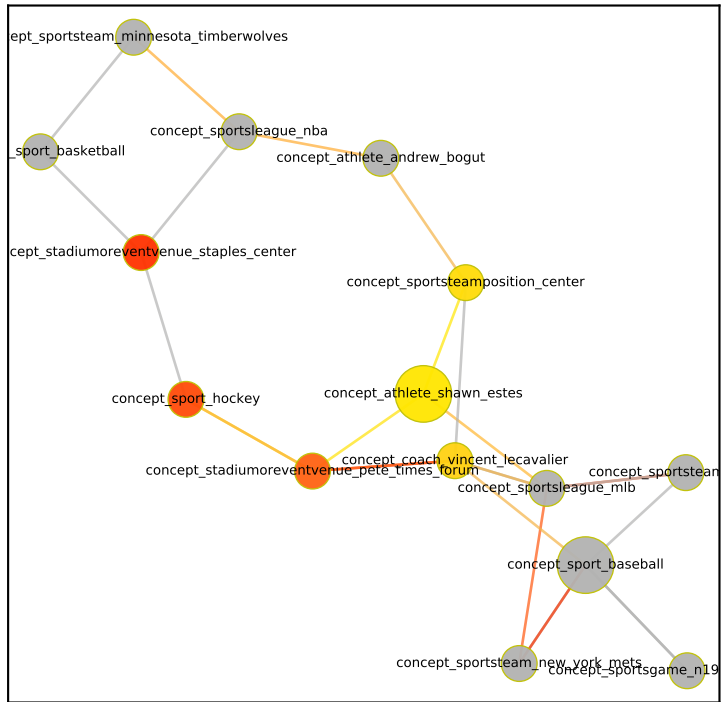 ept_sportsteam_minnesota_timberwolves
concept_sportsleague_nba
_sport_basketball
concept_athlete_andrew_bogut
cept_stadiumoreventvenue_staples_center
concept_sportsteamposition_center
concept_athlete_shawn_estes
concept_sport_hockey
concept_coach_vincent_lecavalier
concept_stadiumoreventvenue_pete_times_forum
concept_sportsteam
concept_sportsleague_mlb
concept_sport_baseball
concept_sportsteam_new_york_mets
concept_sportsgame_n19